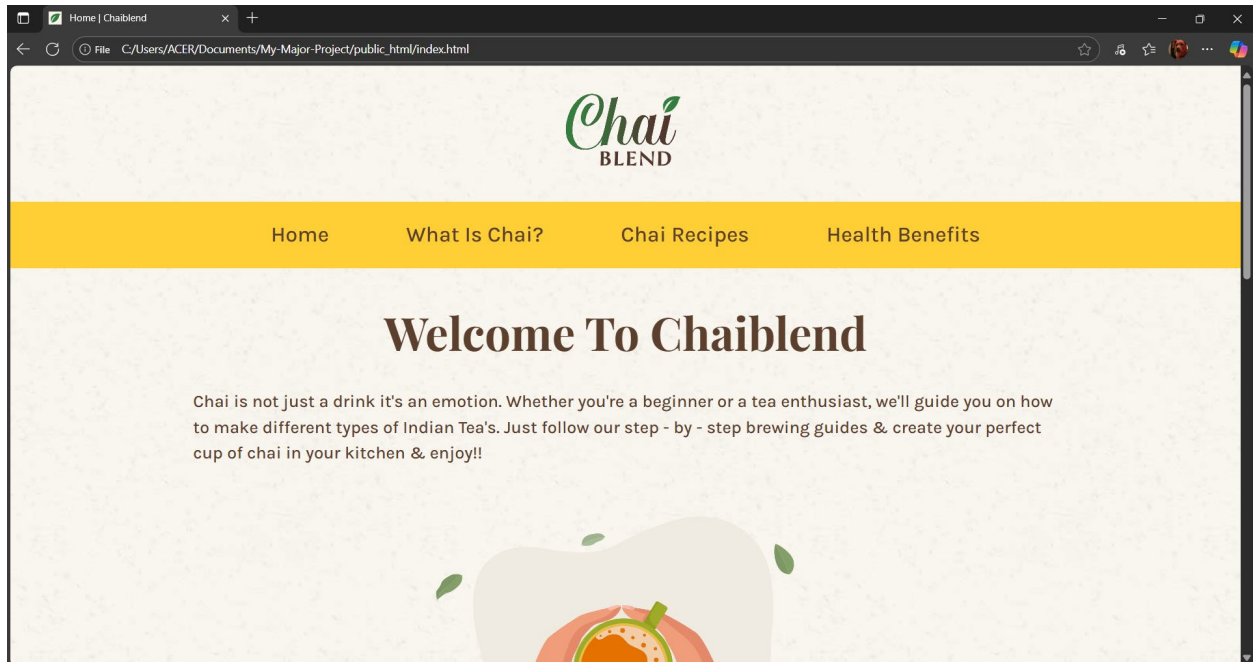 Home | Chaiblend
File C:/Users/ACER/Documents/My-Major-Project/public_html/index.html
Chai
BLEND
Home What Is Chai? Chai Recipes Health Benefits
Welcome To Chaiblend
Chai is not just a drink it's an emotion. Whether you're a beginner or a tea enthusiast, we'll guide you on how
to make different types of Indian Tea's. Just follow our step - by - step brewing guides & create your perfect
cup of chai in your kitchen & enjoy!!